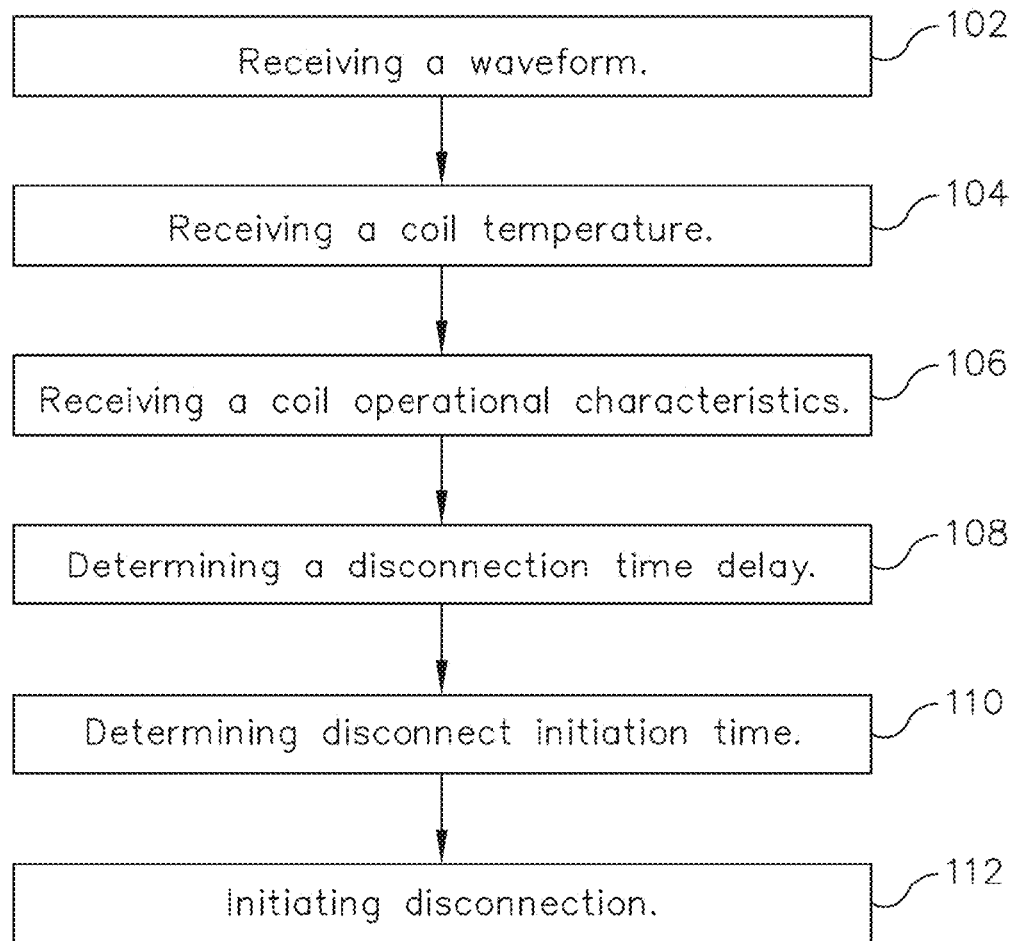 Receiving a waveform.
102
Receiving a coil temperature.
104
Receiving a coil operational characteristics.
106
Determining a disconnection time delay.
108
Determining disconnect initiation time.
110
Initiating disconnection.
112